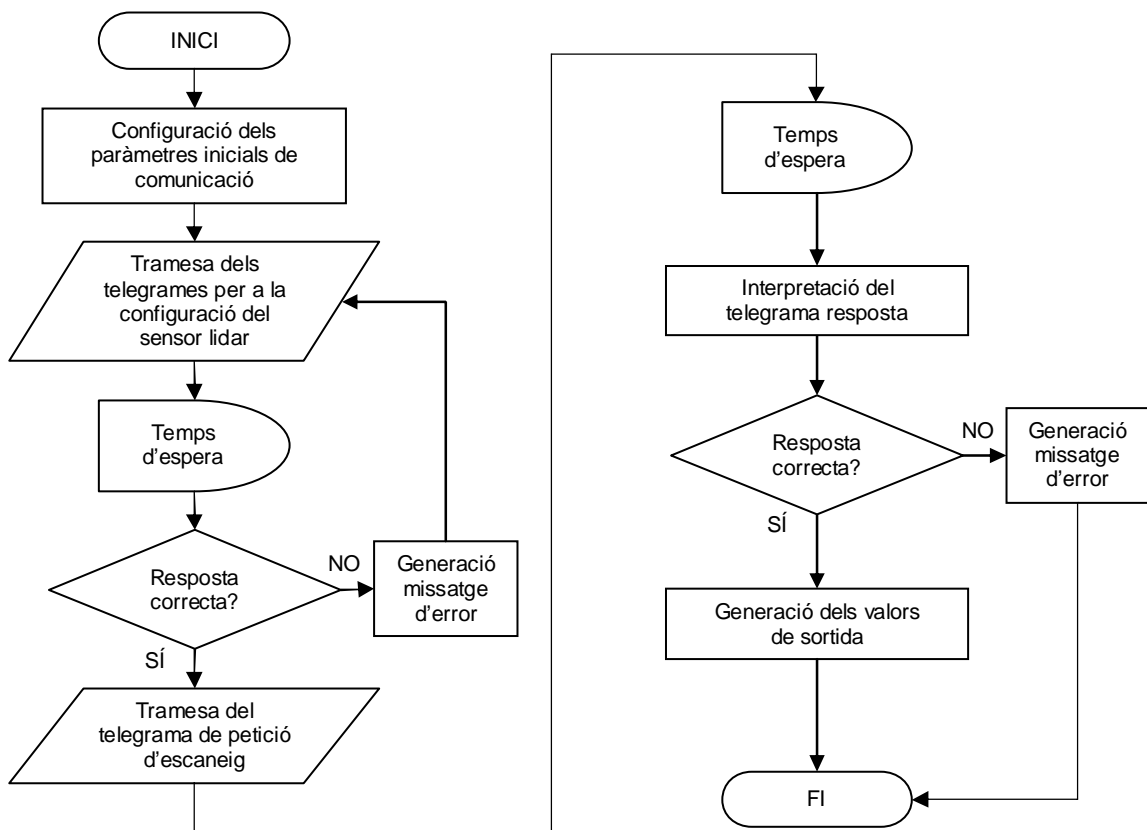 INICI
Configuració dels
paràmetres inicials de
comunicació
Tramesa dels
telegrames per a la
configuració del
sensor lidar
Temps
d'espera
Resposta
correcta?
NO
Generació
missatge
d'error
SÍ
Tramesa del
telegrama de petició
d'escaneig
Temps
d'espera
Interpretació del
telegrama resposta
Resposta
correcta?
NO
Generació
missatge
d'error
SÍ
Generació dels valors
de sortida
FI